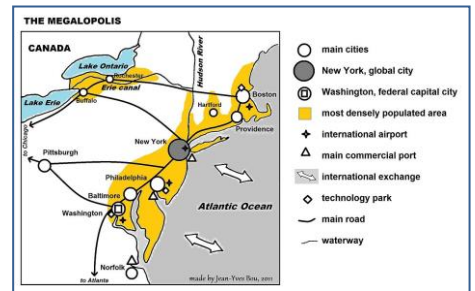 THE MEGALOPOLIS
CANADA
Lake Ontario
Rochester
Erie canal
Hudson River
Lake Erie
Buffalo
Hartford
Boston
Providence
to Chicago
New York
Pittsburgh
Philadelphia
Baltimore
Washington
Atlantic Ocean
Norfolk
to Atlanta
made by Jean-Yves Bou, 2011
main cities
New York, global city
Washington, federal capital city
most densely populated area
international airport
main commercial port
international exchange
technology park
main road
waterway